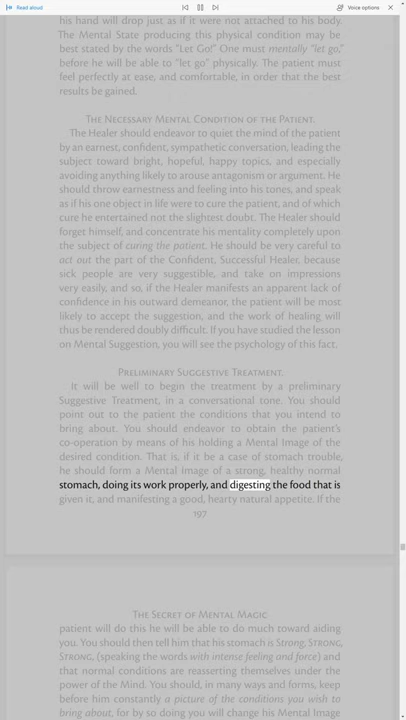 Read aloud
Voice options
his hand will drop just as if it were not attached to his body.
The Mental State producing this physical condition may be
best stated by the words "Let Go!" One must mentally "let go,"
before he will be able to "let go" physically. The patient must
feel perfectly at ease, and comfortable, in order that the best
results be gained.
THE NECESSARY MENTAL CONDITION OF THE PATIENT.
The Healer should endeavor to quiet the mind of the patient
by an earnest, confident, sympathetic conversation, leading the
subject toward bright, hopeful, happy topics, and especially
avoiding anything likely to arouse antagonism or argument. He
should throw earnestness and feeling into his tones, and speak
as if his one object in life were to cure the patient, and of which
cure he entertained not the slightest doubt. The Healer should
forget himself, and concentrate his mentality completely upon
the subject of curing the patient. He should be very careful to
act out the part of the Confident, Successful Healer, because
sick people are very suggestible, and take on impressions
very easily, and so, if the Healer manifests an apparent lack of
confidence in his outward demeanor, the patient will be most
likely to accept the suggestion, and the work of healing will
thus be rendered doubly difficult. If you have studied the lesson
on Mental Suggestion, you will see the psychology of this fact.
PRELIMINARY SUGGESTIVE TREATMENT.
It will be well to begin the treatment by a preliminary
Suggestive Treatment, in a conversational tone. You should
point out to the patient the conditions that you intend to
bring about. You should endeavor to obtain the patient's
co-operation by means of his holding a Mental Image of the
desired condition. That is, if it be a case of stomach trouble,
he should form a Mental Image of a strong, healthy normal
stomach, doing its work properly, and digesting the food that is
given it, and manifesting a good, hearty natural appetite. If the
197
THE SECRET OF MENTAL MAGIC
patient will do this he will be able to do much toward aiding
you. You should then tell him that his stomach is Strong, STRONG,
STRONG, (speaking the words with intense feeling and force) and
that normal conditions are reasserting themselves under the
power of the Mind. You should, in many ways and forms, keep
before him constantly a picture of the conditions you wish to
bring about, for by so doing you will change his Mental Image